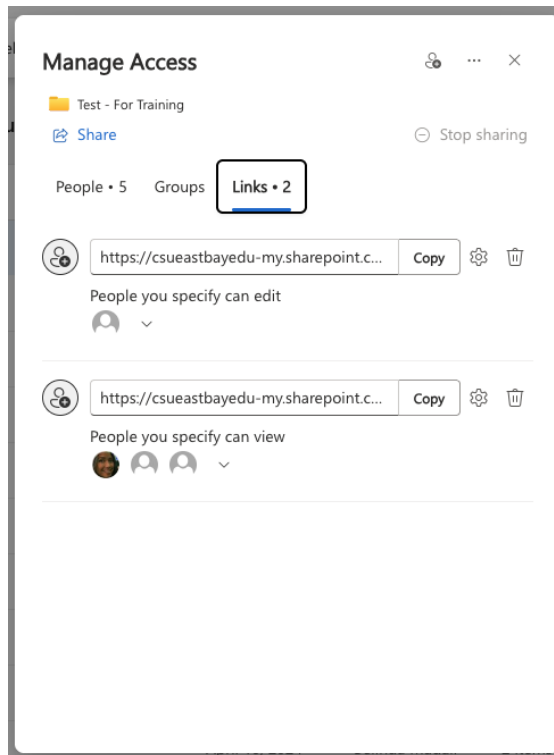 Manage Access
Test - For Training
Share
Stop sharing
People • 5 Groups Links • 2
https://csueastbayedu-my.sharepoint.c... Copy
People you specify can edit
https://csueastbayedu-my.sharepoint.c... Copy
People you specify can view